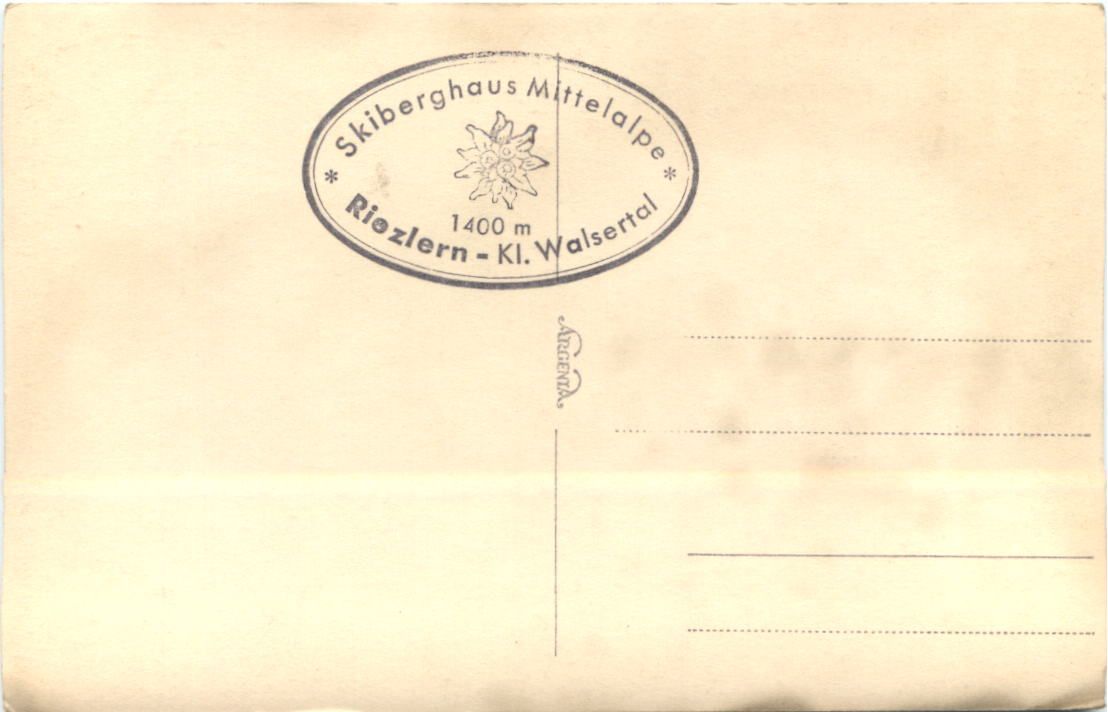 * Skiberghaus Mittelalpe *
1400 m
Riezlern - Kl. Walsertal
ARGENTA